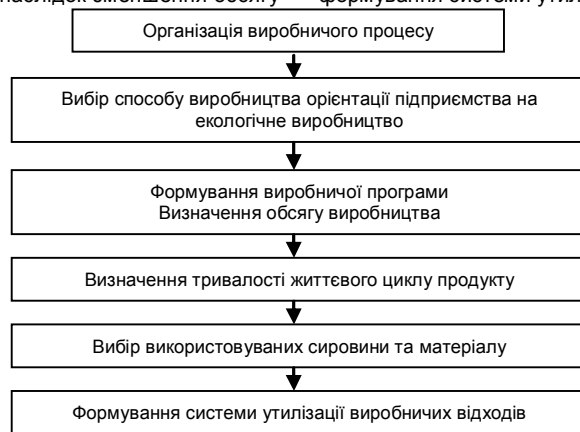 наслідок зменшення обсягу формування системи утил
Організація виробничого процесу
Вибір способу виробництва орієнтації підприємства на
екологічне виробництво
Формування виробничої програми
Визначення обсягу виробництва
Визначення тривалості життєвого циклу продукту
Вибір використовуваних сировини та матеріалу
Формування системи утилізації виробничих відходів